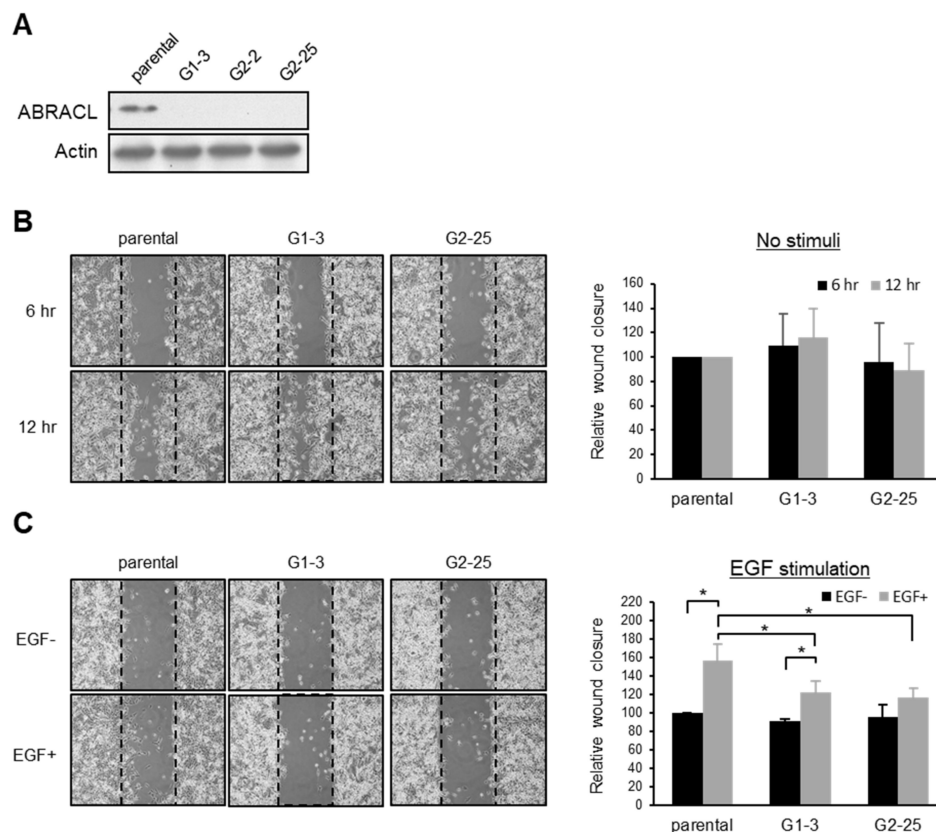 A
parental G1-3 G2-2 G2-25
ABRACL
Actin
B
parental G1-3 G2-25
6 hr
12 hr
No stimuli
6 hr 12 hr
Relative wound closure
160
140
120
100
80
60
40
20
0
parental G1-3 G2-25
C
parental G1-3 G2-25
EGF-
EGF+
EGF stimulation
EGF- EGF+
Relative wound closure
220
200
180
160
140
120
100
80
60
40
20
0
* * * *
parental G1-3 G2-25